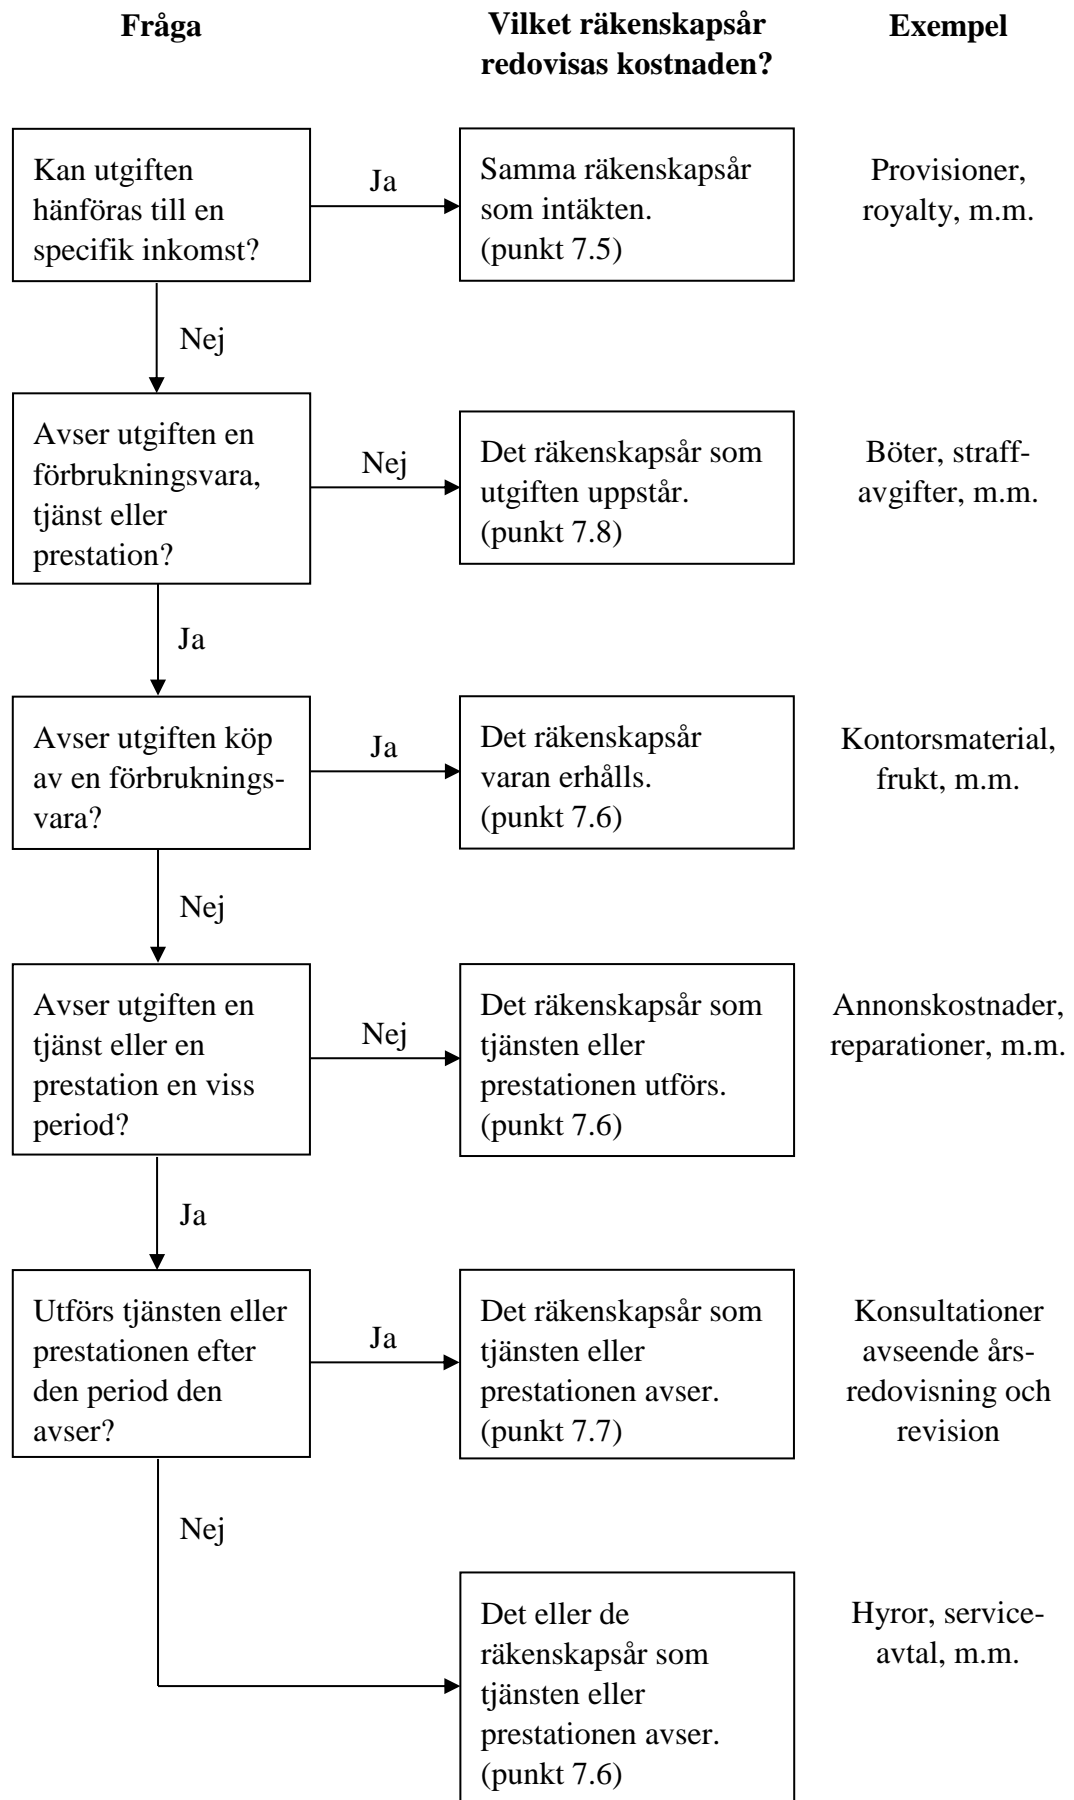 Fråga
Vilket räkenskapsår
redovisas kostnaden?
Exempel
Kan utgiften
hänföras till en
specifik inkomst?
Ja
Samma räkenskapsår
som intäkten.
(punkt 7.5)
Provisioner,
royalty, m.m.
Nej
Avser utgiften en
förbrukningsvara,
tjänst eller
prestation?
Nej
Det räkenskapsår som
utgiften uppstår.
(punkt 7.8)
Böter, straff-
avgifter, m.m.
Ja
Avser utgiften köp
av en förbruknings-
vara?
Ja
Det räkenskapsår
varan erhålls.
(punkt 7.6)
Kontorsmaterial,
frukt, m.m.
Nej
Avser utgiften en
tjänst eller en
prestation en viss
period?
Nej
Det räkenskapsår som
tjänsten eller
prestationen utförs.
(punkt 7.6)
Annonskostnader,
reparationer, m.m.
Ja
Utförs tjänsten eller
prestationen efter
den period den
avser?
Ja
Det räkenskapsår som
tjänsten eller
prestationen avser.
(punkt 7.7)
Konsultationer
avseende års-
redovisning och
revision
Nej
Det eller de
räkenskapsår som
tjänsten eller
prestationen avser.
(punkt 7.6)
Hyror, service-
avtal, m.m.